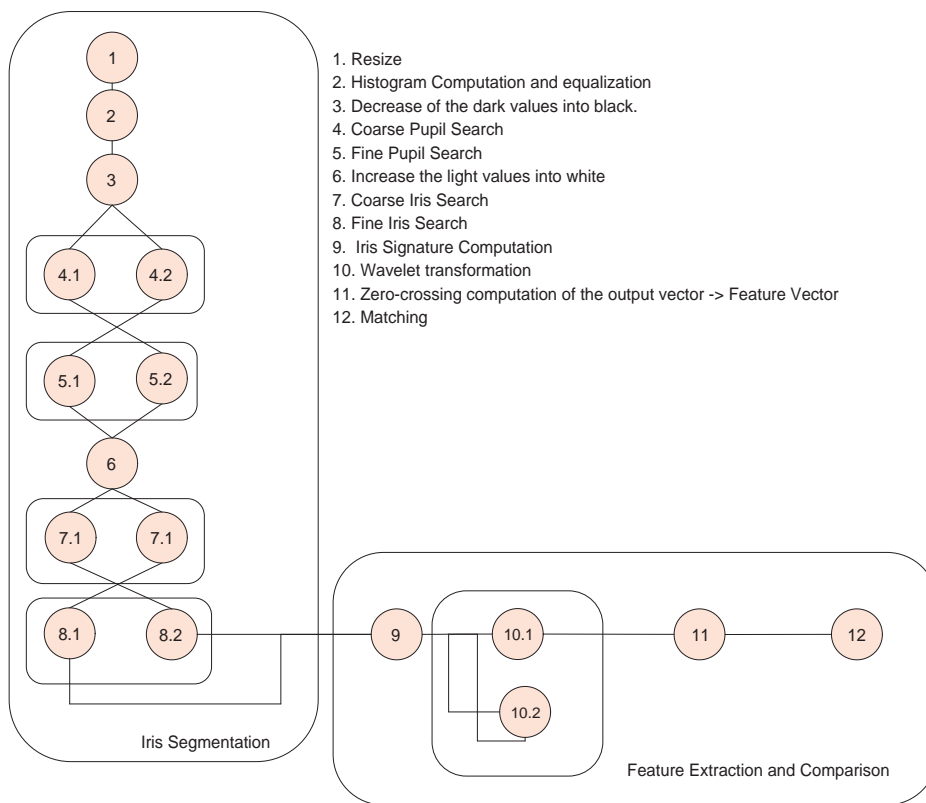 1
2
3
4.1
4.2
5.1
5.2
6
7.1
7.1
8.1
8.2
Iris Segmentation
1. Resize
2. Histogram Computation and equalization
3. Decrease of the dark values into black.
4. Coarse Pupil Search
5. Fine Pupil Search
6. Increase the light values into white
7. Coarse Iris Search
8. Fine Iris Search
9. Iris Signature Computation
10. Wavelet transformation
11. Zero-crossing computation of the output vector -> Feature Vector
12. Matching
9
10.1
10.2
11
12
Feature Extraction and Comparison